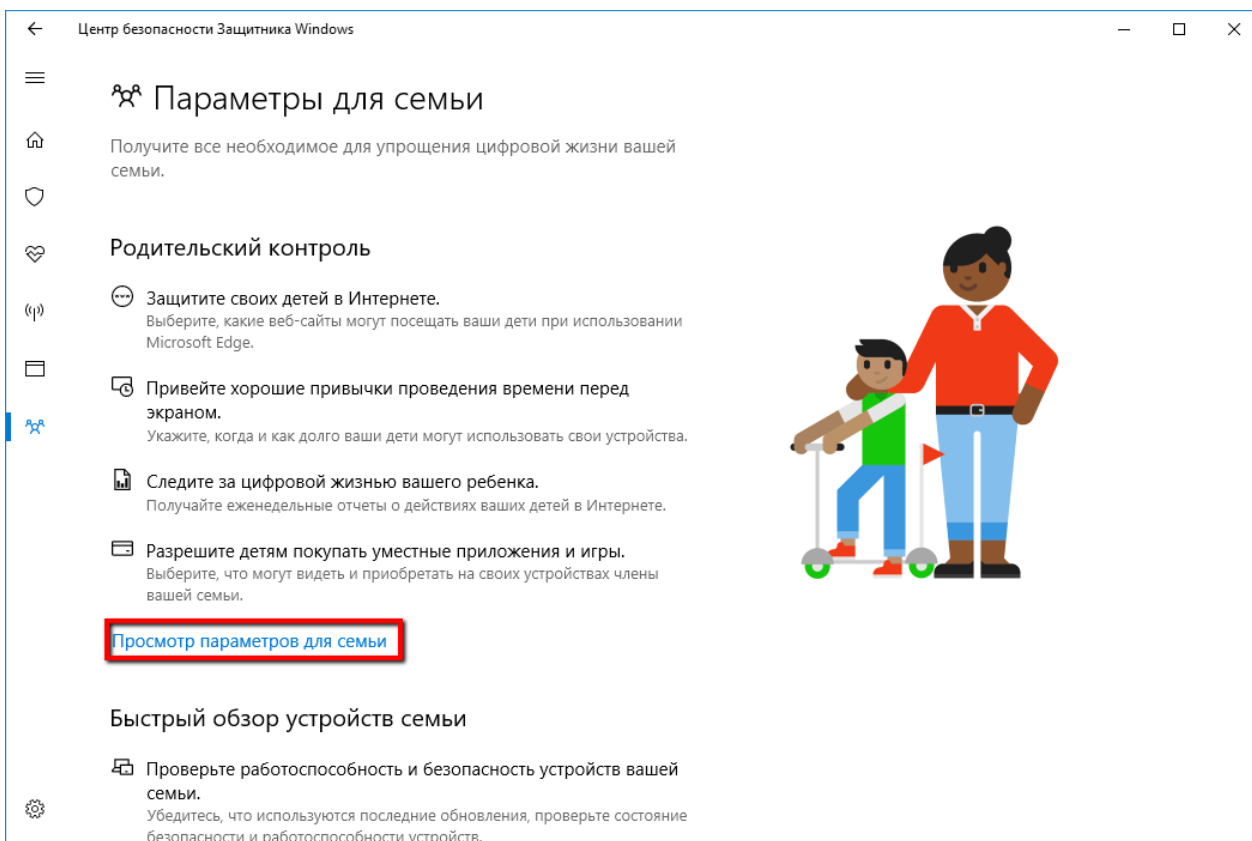 Центр безопасности Защитника Windows
Параметры для семьи
Получите все необходимое для упрощения цифровой жизни вашей
семьи.
Родительский контроль
Защитите своих детей в Интернете.
Выберите, какие веб-сайты могут посещать ваши дети при использовании
Microsoft Edge.
Привейте хорошие привычки проведения времени перед
экраном.
Укажите, когда и как долго ваши дети могут использовать свои устройства.
Следите за цифровой жизнью вашего ребенка.
Получайте еженедельные отчеты о действиях ваших детей в Интернете.
Разрешите детям покупать уместные приложения и игры.
Выберите, что могут видеть и приобретать на своих устройствах члены
вашей семьи.
Просмотр параметров для семьи
Быстрый обзор устройств семьи
Проверьте работоспособность и безопасность устройств вашей
семьи.
Убедитесь, что используются последние обновления, проверьте состояние
безопасности и работоспособности устройств.